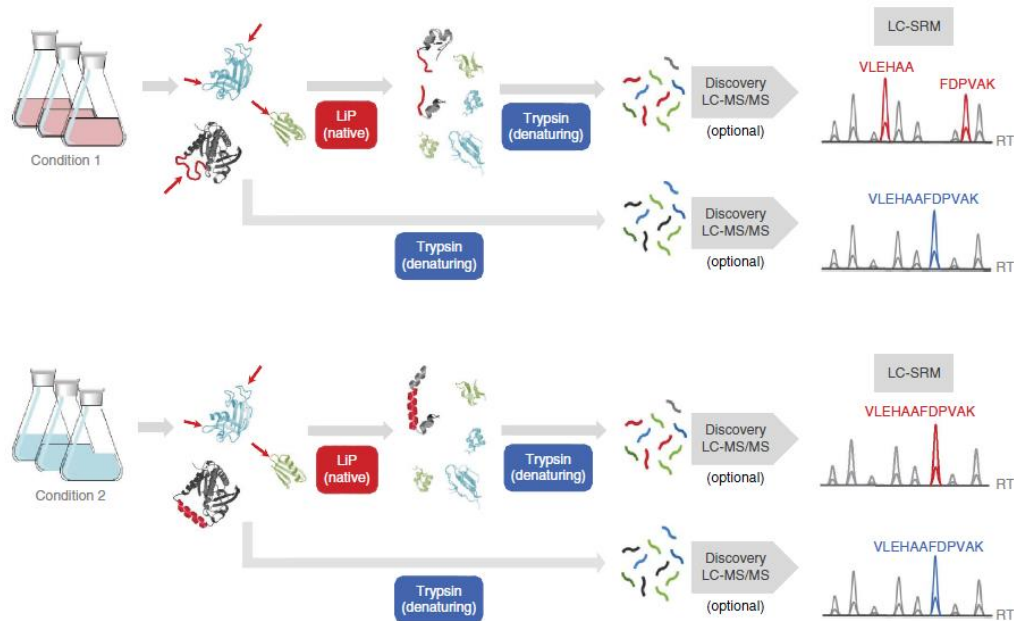 LC-SRM
VLEHAA
FDPVAK
Discovery
LC-MS/MS
(optional)
LiP
(native)
Trypsin
(denaturing)
RT
Condition 1
VLEHAAFDPVAK
Discovery
LC-MS/MS
(optional)
Trypsin
(denaturing)
RT
LC-SRM
VLEHAAFDPVAK
Discovery
LC-MS/MS
(optional)
LiP
(native)
Trypsin
(denaturing)
RT
Condition 2
VLEHAAFDPVAK
Discovery
LC-MS/MS
(optional)
Trypsin
(denaturing)
RT